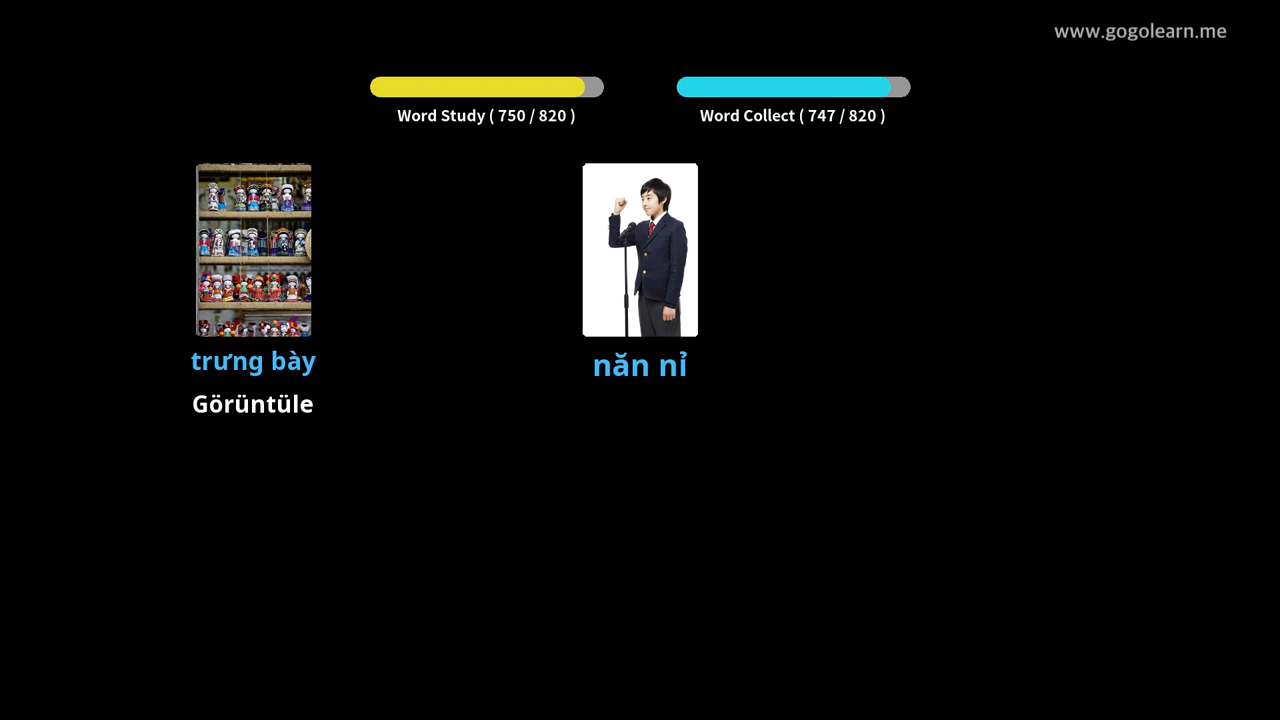 www.gogolearn.me
Word Study ( 750 / 820 )
Word Collect ( 747 / 820 )
trưng bày
Görüntüle
năn nỉ